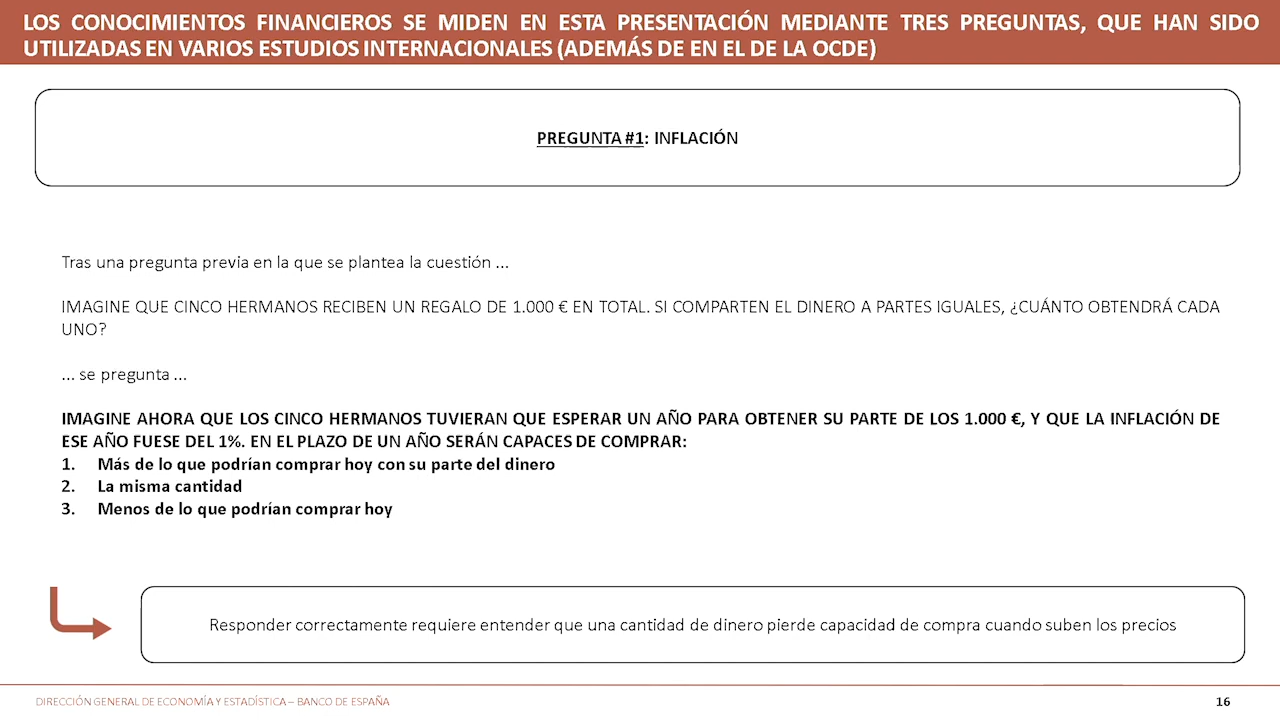 LOS CONOCIMIENTOS FINANCIEROS SE MIDEN EN ESTA PRESENTACIÓN MEDIANTE TRES PREGUNTAS, QUE HAN SIDO
UTILIZADAS EN VARIOS ESTUDIOS INTERNACIONALES (ADEMÁS DE EN EL DE LA OCDE)
PREGUNTA #1: INFLACIÓN
Tras una pregunta previa en la que se plantea la cuestión ...
IMAGINE QUE CINCO HERMANOS RECIBEN UN REGALO DE 1.000 € EN TOTAL. SI COMPARTEN EL DINERO A PARTES IGUALES, ¿CUÁNTO OBTENDRÁ CADA
UNO?
... se pregunta ...
IMAGINE AHORA QUE LOS CINCO HERMANOS TUVIERAN QUE ESPERAR UN AÑO PARA OBTENER SU PARTE DE LOS 1.000 €, Y QUE LA INFLACIÓN DE
ESE AÑO FUESE DEL 1%. EN EL PLAZO DE UN AÑO SERÁN CAPACES DE COMPRAR:
1. Más de lo que podrían comprar hoy con su parte del dinero
2. La misma cantidad
3. Menos de lo que podrían comprar hoy
Responder correctamente requiere entender que una cantidad de dinero pierde capacidad de compra cuando suben los precios
DIRECCIÓN GENERAL DE ECONOMÍA Y ESTADÍSTICA – BANCO DE ESPAÑA
16